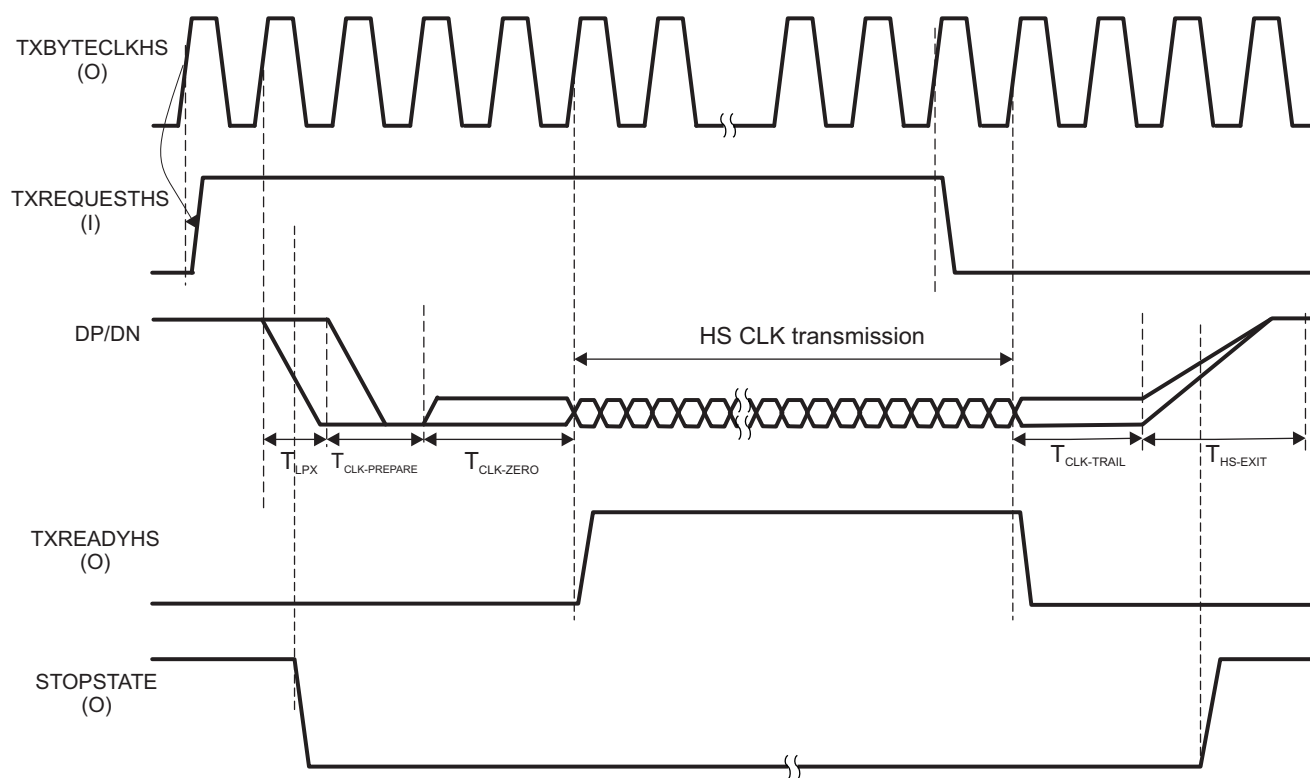 TXBYTECLKHS
(O)
TXREQUESTHS
(I)
DP/DN
HS CLK transmission
TLPX
TCLK-PREPARE
TCLK-ZERO
TCLK-TRAIL
THS-EXIT
TXREADYHS
(O)
STOPSTATE
(O)